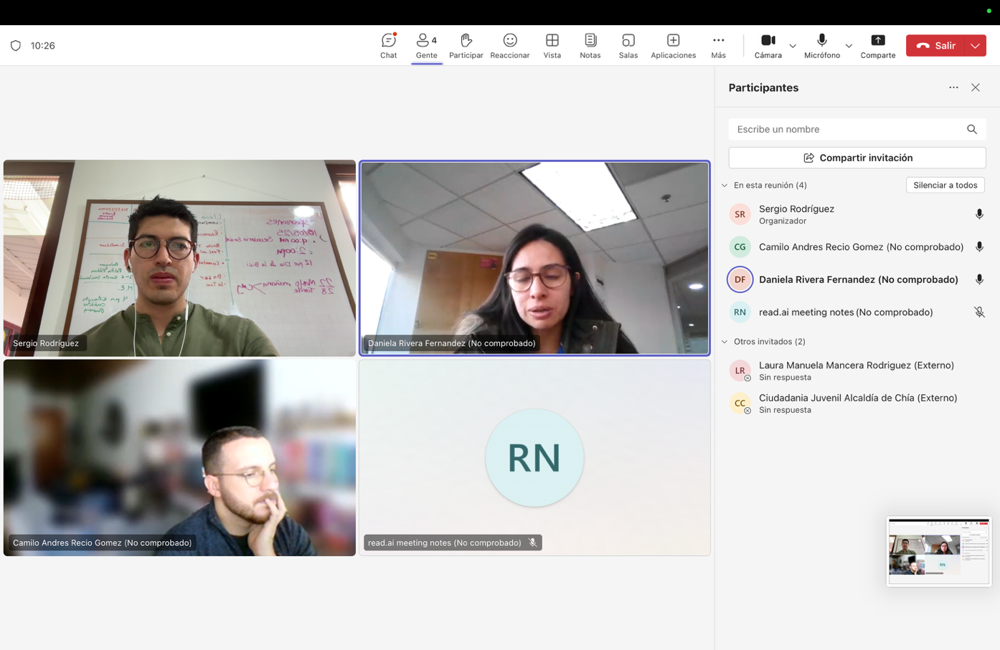 10:26
Chat
4
Gente
Participar
Reaccionar
Vista
Notas
Salas
Aplicaciones
Más
Cámara
Micrófono
Comparte
Salir
Participantes
Escribe un nombre
Compartir invitación
En esta reunión (4)
Silenciar a todos
SR
Sergio Rodríguez
Organizador
CG
Camilo Andres Recio Gomez (No comprobado)
DF
Daniela Rivera Fernandez (No comprobado)
RN
read.ai meeting notes (No comprobado)
Otros invitados (2)
LR
Laura Manuela Mancera Rodriguez (Externo)
Sin respuesta
CC
Ciudadania Juvenil Alcaldía de Chía (Externo)
Sin respuesta
Sergio Rodríguez
Daniela Rivera Fernandez (No comprobado)
Camilo Andres Recio Gomez (No comprobado)
RN
read.ai meeting notes (No comprobado)
RN